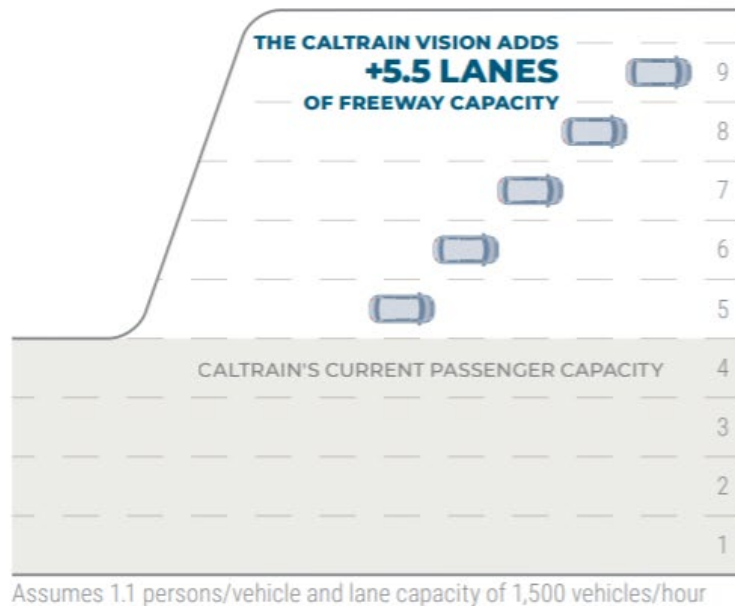 THE CALTRAIN VISION ADDS
+5.5 LANES
OF FREEWAY CAPACITY
9
8
7
6
5
CALTRAIN'S CURRENT PASSENGER CAPACITY 4
3
2
1
Assumes 1.1 persons/vehicle and lane capacity of 1,500 vehicles/hour